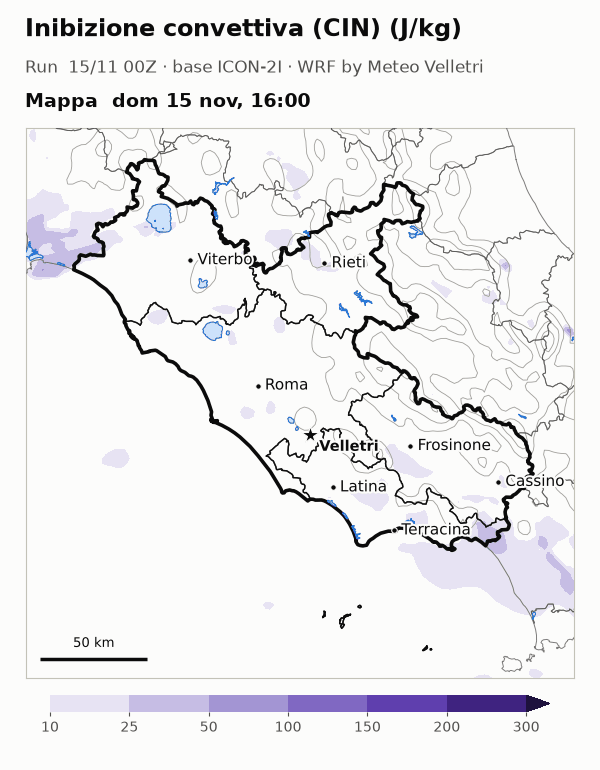 Inibizione convettiva (CIN) (J/kg)
Run 15/11 00Z · base ICON-2I · WRF by Meteo Velletri
Mappa dom 15 nov, 16:00
Viterbo
Rieti
Roma
Velletri
Frosinone
Latina
Cassino
Terracina
50 km
10 25 50 100 150 200 300